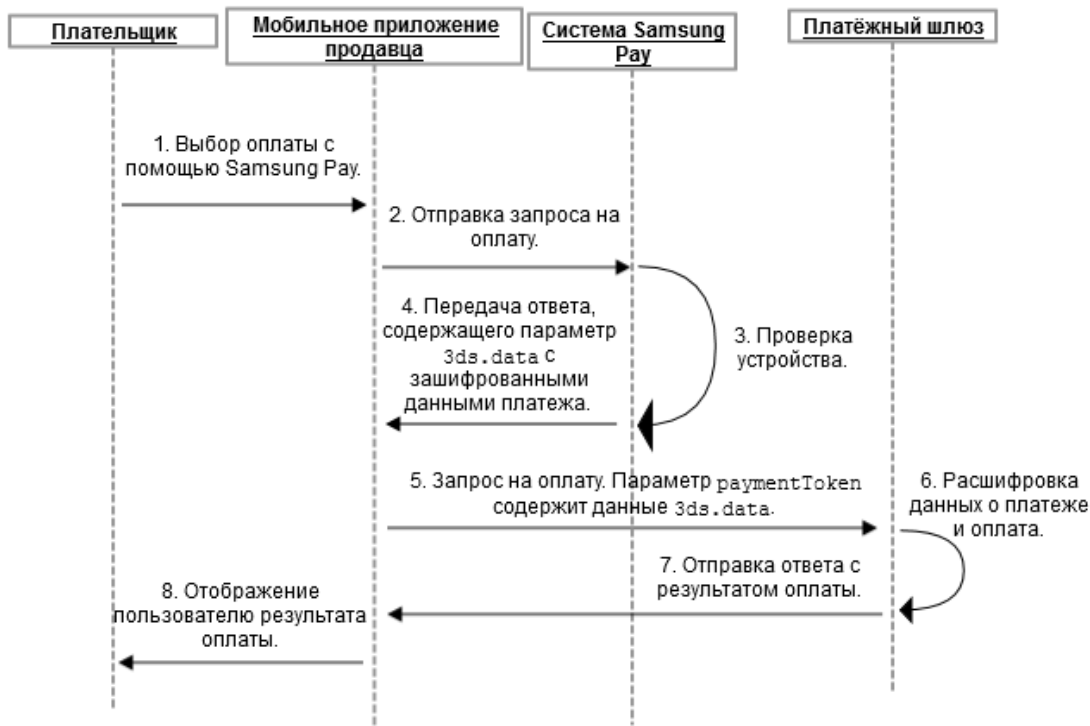 Плательщик
Мобильное приложение
продавца
Система Samsung
Pay
Платёжный шлюз
1. Выбор оплаты с
помощью Samsung Pay.
2. Отправка запроса на
оплату.
3. Проверка
устройства.
4. Передача ответа,
содержащего параметр
3ds.data с
зашифрованными
данными платежа.
5. Запрос на оплату. Параметр paymentToken
содержит данные 3ds.data.
6. Расшифровка
данных о платеже
и оплата.
7. Отправка ответа с
результатом оплаты.
8. Отображение
пользователю результата
оплаты.